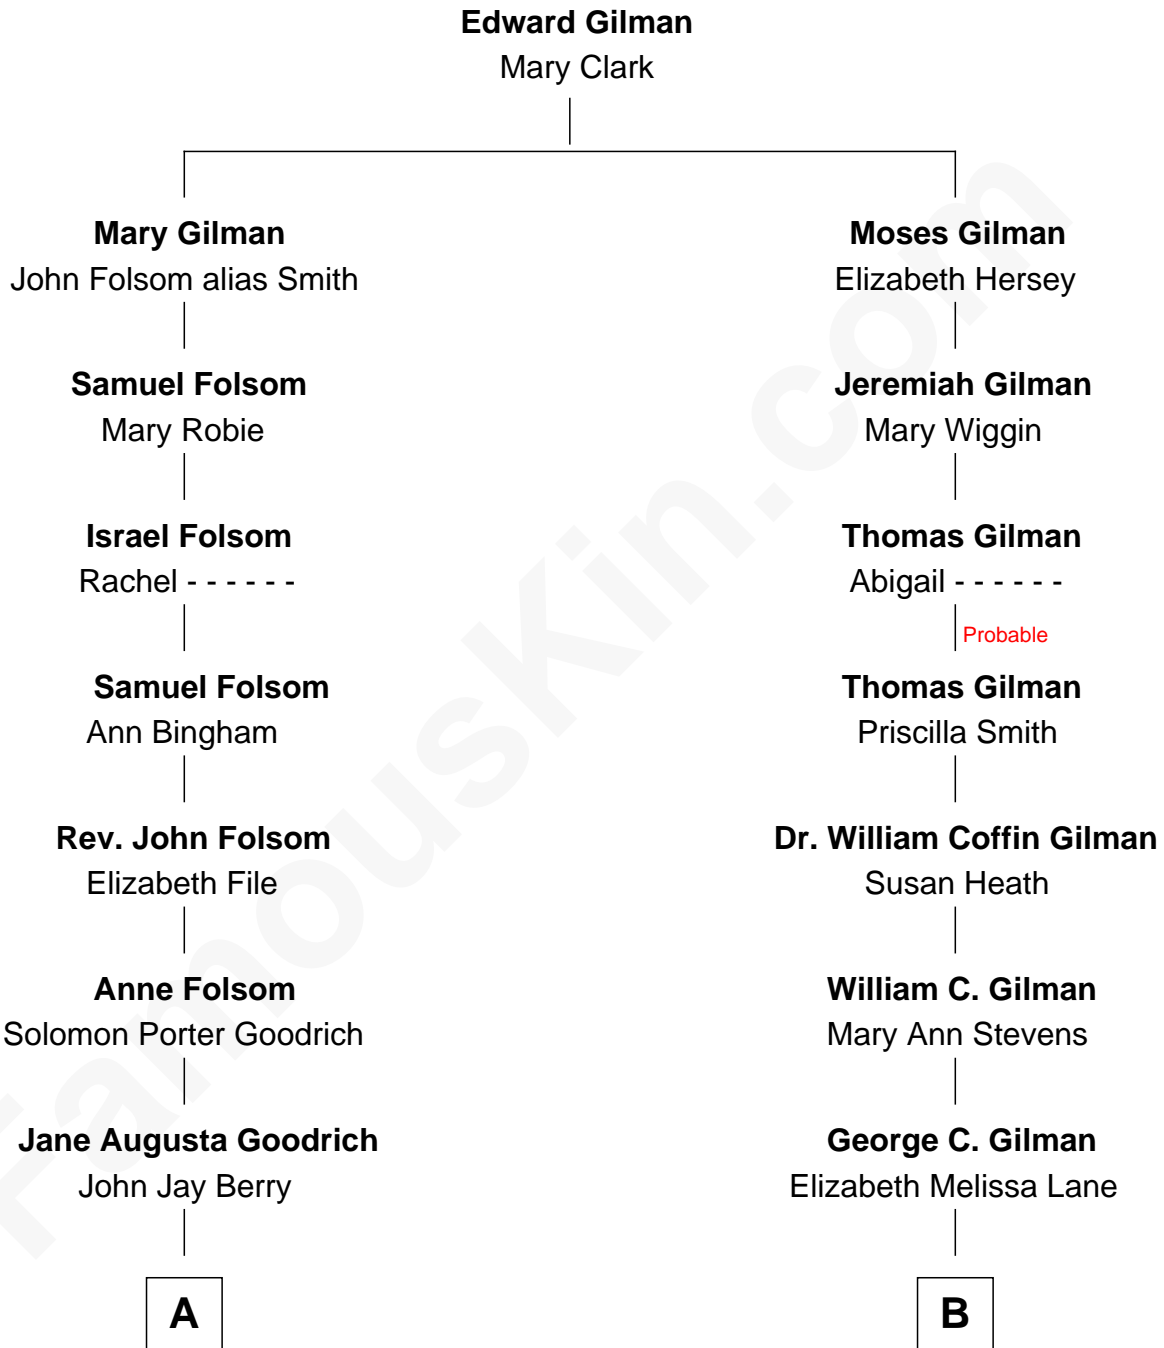 Edward Gilman
Mary Clark
Mary Gilman
John Folsom alias Smith
Moses Gilman
Elizabeth Hersey
Samuel Folsom
Mary Robie
Jeremiah Gilman
Mary Wiggin
Israel Folsom
Rachel - - - - - -
Thomas Gilman
Abigail - - - - - -
Probable
Samuel Folsom
Ann Bingham
Thomas Gilman
Priscilla Smith
Rev. John Folsom
Elizabeth File
Dr. William Coffin Gilman
Susan Heath
Anne Folsom
Solomon Porter Goodrich
William C. Gilman
Mary Ann Stevens
Jane Augusta Goodrich
John Jay Berry
George C. Gilman
Elizabeth Melissa Lane
A
B
FamousKin.com